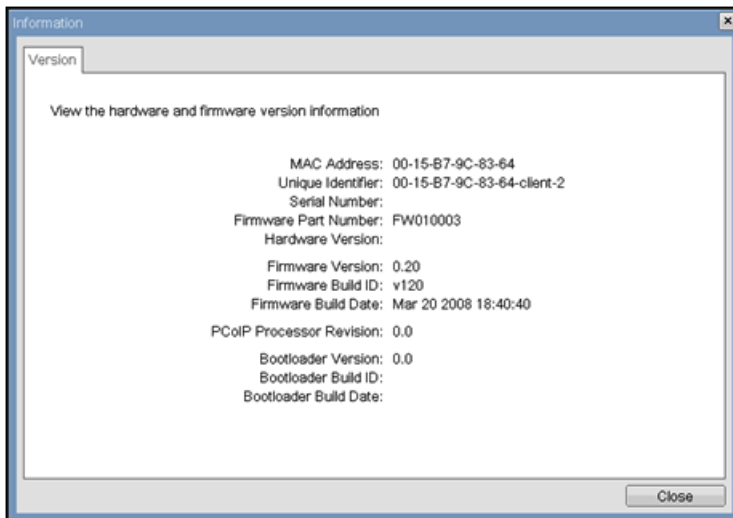 Information
Version
View the hardware and firmware version information
MAC Address: 00-15-B7-9C-83-64
Unique Identifier: 00-15-B7-9C-83-64-client-2
Serial Number:
Firmware Part Number: FW010003
Hardware Version:
Firmware Version: 0.20
Firmware Build ID: v120
Firmware Build Date: Mar 20 2008 18:40:40
PCoIP Processor Revision: 0.0
Bootloader Version: 0.0
Bootloader Build ID:
Bootloader Build Date:
Close